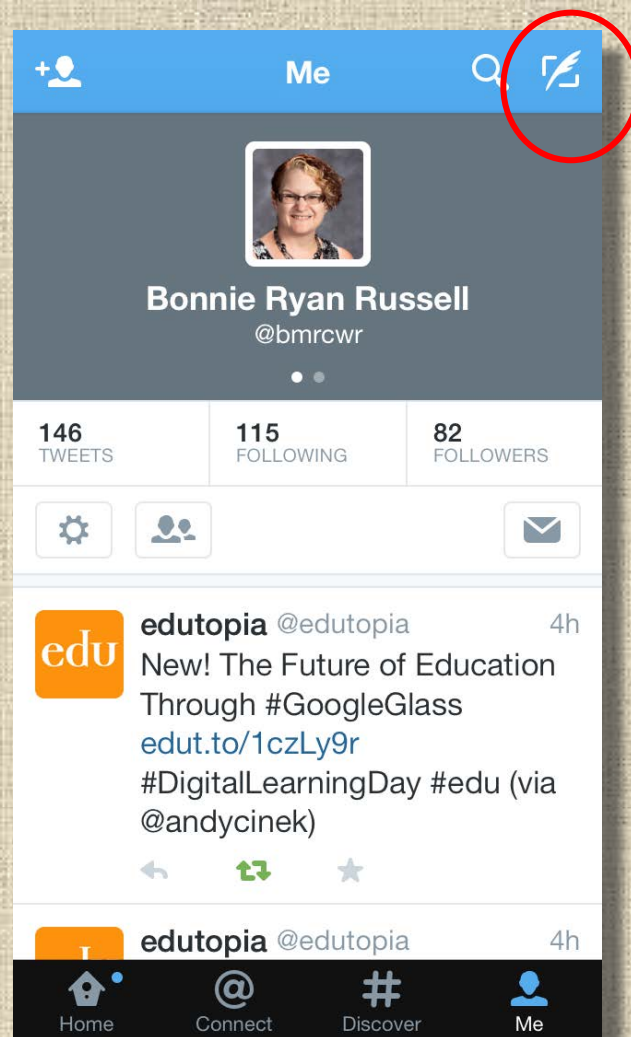 Me
Bonnie Ryan Russell
@bmrcwr
146 115 82
TWEETS FOLLOWING FOLLOWERS
edu
edutopia @edutopia 4h
New! The Future of Education
Through #GoogleGlass
edut.to/1czLy9r
#DigitalLearningDay #edu (via
@andycinek)
edutopia @edutopia 4h
Home Connect Discover Me